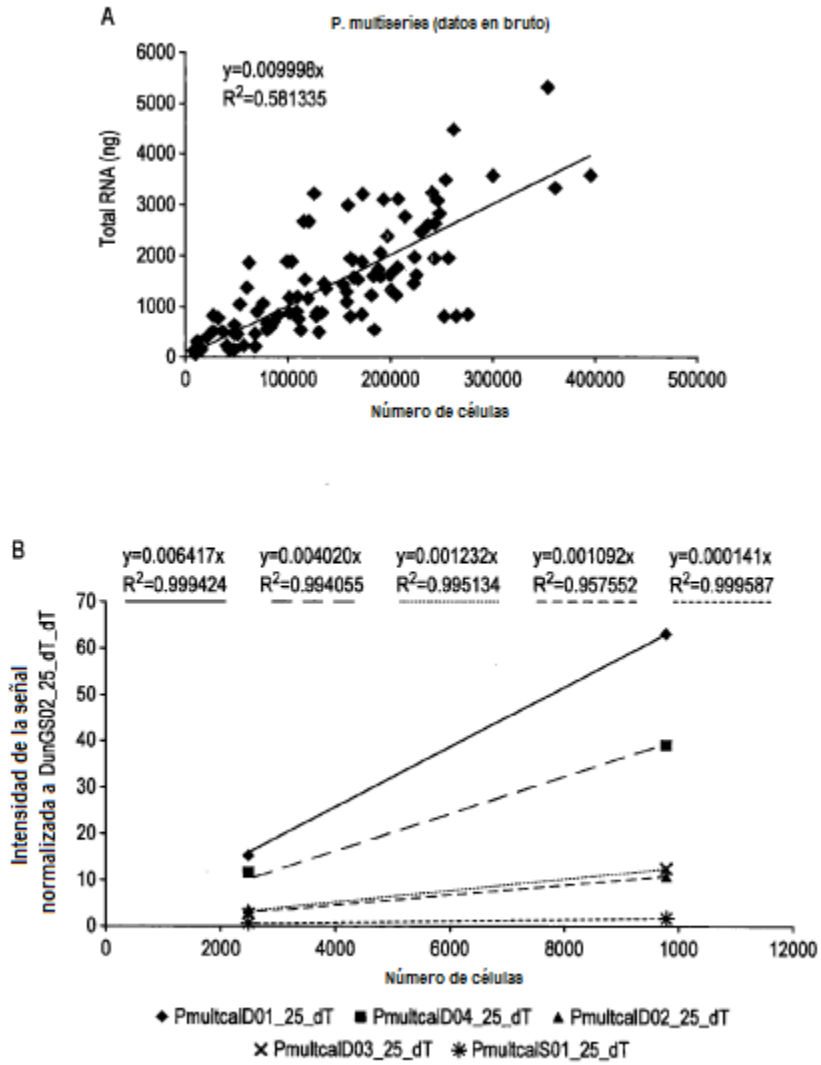 A
P. multiseries (datos en bruto)
y=0.009998x
R²=0.581335
Total RNA (ng)
6000
5000
4000
3000
2000
1000
0
0 100000 200000 300000 400000 500000
Número de células
B
y=0.006417x y=0.004020x y=0.001232x y=0.001092x y=0.000141x
R²=0.999424 R²=0.994055 R²=0.995134 R²=0.957552 R²=0.999587
Intensidad de la señal
normalizada a DunGS02_25_dT_dT
70
60
50
40
30
20
10
0
0 2000 4000 6000 8000 1000 12000
Número de células
PmultcalD01_25_dT PmultcalD04_25_dT PmultcalD02_25_dT
PmultcalD03_25_dT PmultcalS01_25_dT